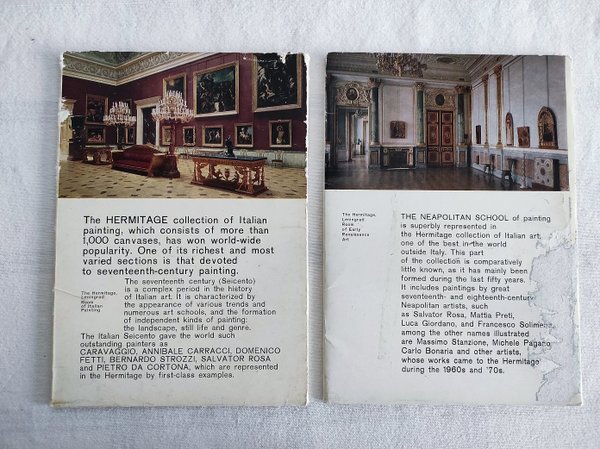 The HERMITAGE collection of Italian
painting, which consists of more than
1,000 canvases, has won world-wide
popularity. One of its richest and most
varied sections is that devoted
to seventeenth-century painting.
The seventeenth century (Seicento)
is a complex period in the history
of Italian art. It is characterized by
the appearance of various trends and
numerous art schools, and the formation
of independent kinds of painting:
the landscape, still life and genre.
The Italian Seicento gave the world such
outstanding painters as
CARAVAGGIO, ANNIBALE CARRACCI, DOMENICO
FETTI, BERNARDO STROZZI, SALVATOR ROSA
and PIETRO DA CORTONA, which are represented
in the Hermitage by first-class examples.
The Hermitage,
Leningrad
Room
of Italian
Painting
The Hermitage,
Leningrad
Room
of Early
Renaissance
Art
THE NEAPOLITAN SCHOOL of painting
is superbly represented in
the Hermitage collection of Italian art,
one of the best in the world
outside Italy. This part
of the collection is comparatively
little known, as it has mainly been
formed during the last fifty years.
It includes paintings by great
seventeenth- and eighteenth-century
Neapolitan artists, such
as Salvator Rosa, Mattia Preti,
Luca Giordano, and Francesco Solimena
among the other names illustrated
are Massimo Stanzione, Michele Pagano
Carlo Bonaria and other artists,
whose works came to the Hermitage
during the 1960s and '70s.